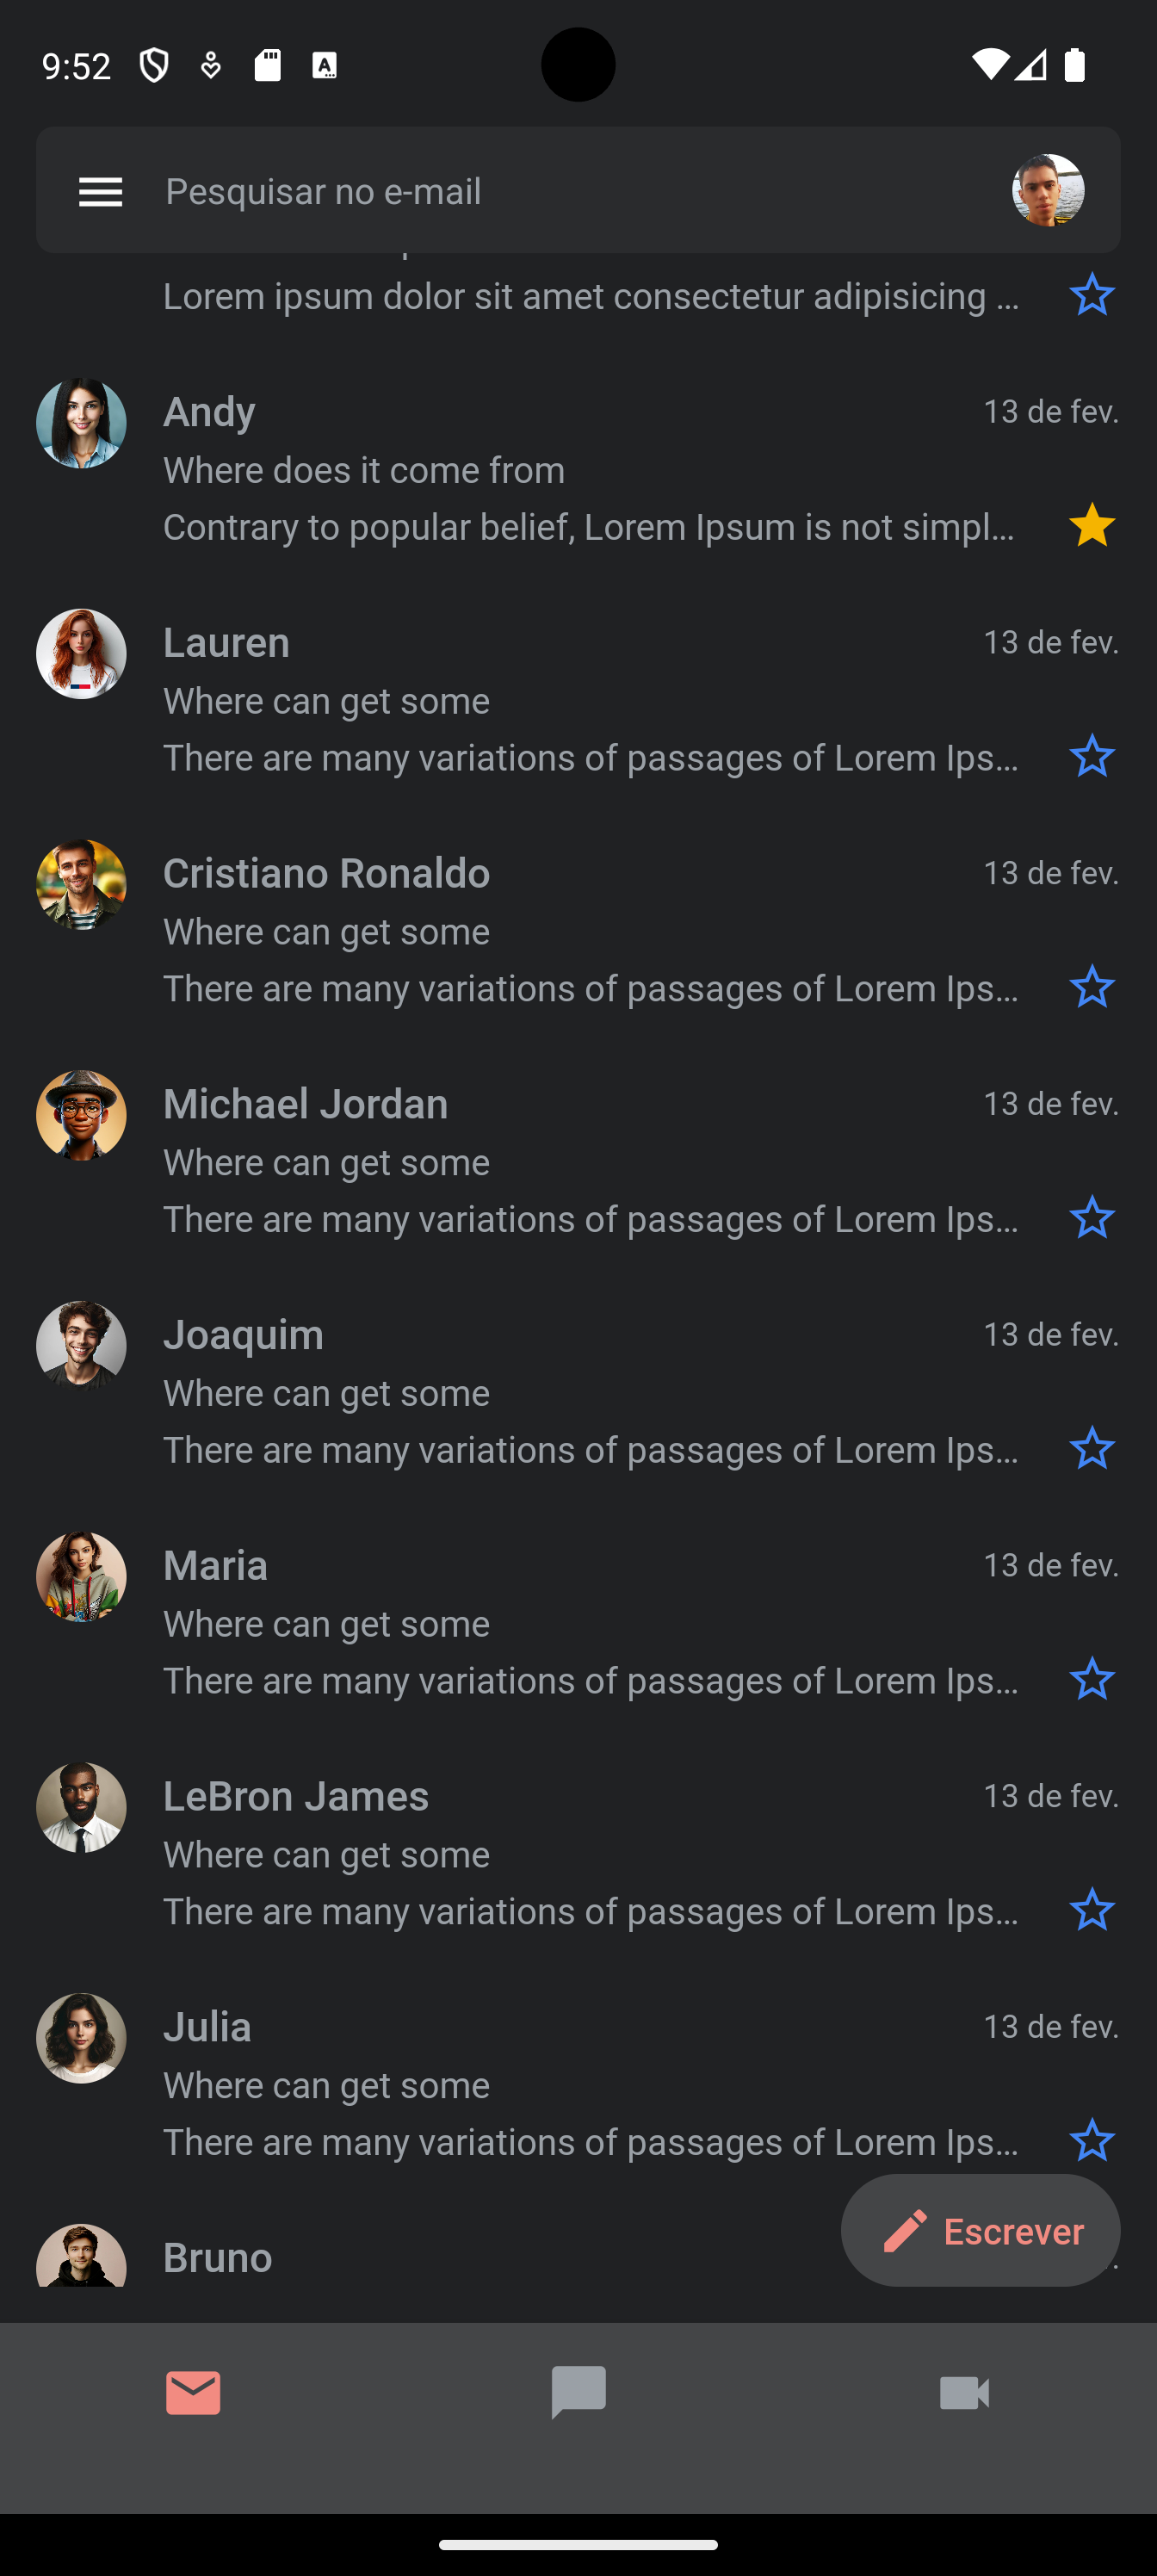 9:52
Pesquisar no e-mail
Lorem ipsum dolor sit amet consectetur adipisicing ...
Andy
13 de fev.
Where does it come from
Contrary to popular belief, Lorem Ipsum is not simpl...
Lauren
13 de fev.
Where can get some
There are many variations of passages of Lorem Ips...
Cristiano Ronaldo
13 de fev.
Where can get some
There are many variations of passages of Lorem Ips...
Michael Jordan
13 de fev.
Where can get some
There are many variations of passages of Lorem Ips...
Joaquim
13 de fev.
Where can get some
There are many variations of passages of Lorem Ips...
Maria
13 de fev.
Where can get some
There are many variations of passages of Lorem Ips...
LeBron James
13 de fev.
Where can get some
There are many variations of passages of Lorem Ips...
Julia
13 de fev.
Where can get some
There are many variations of passages of Lorem Ips...
Bruno
Escrever